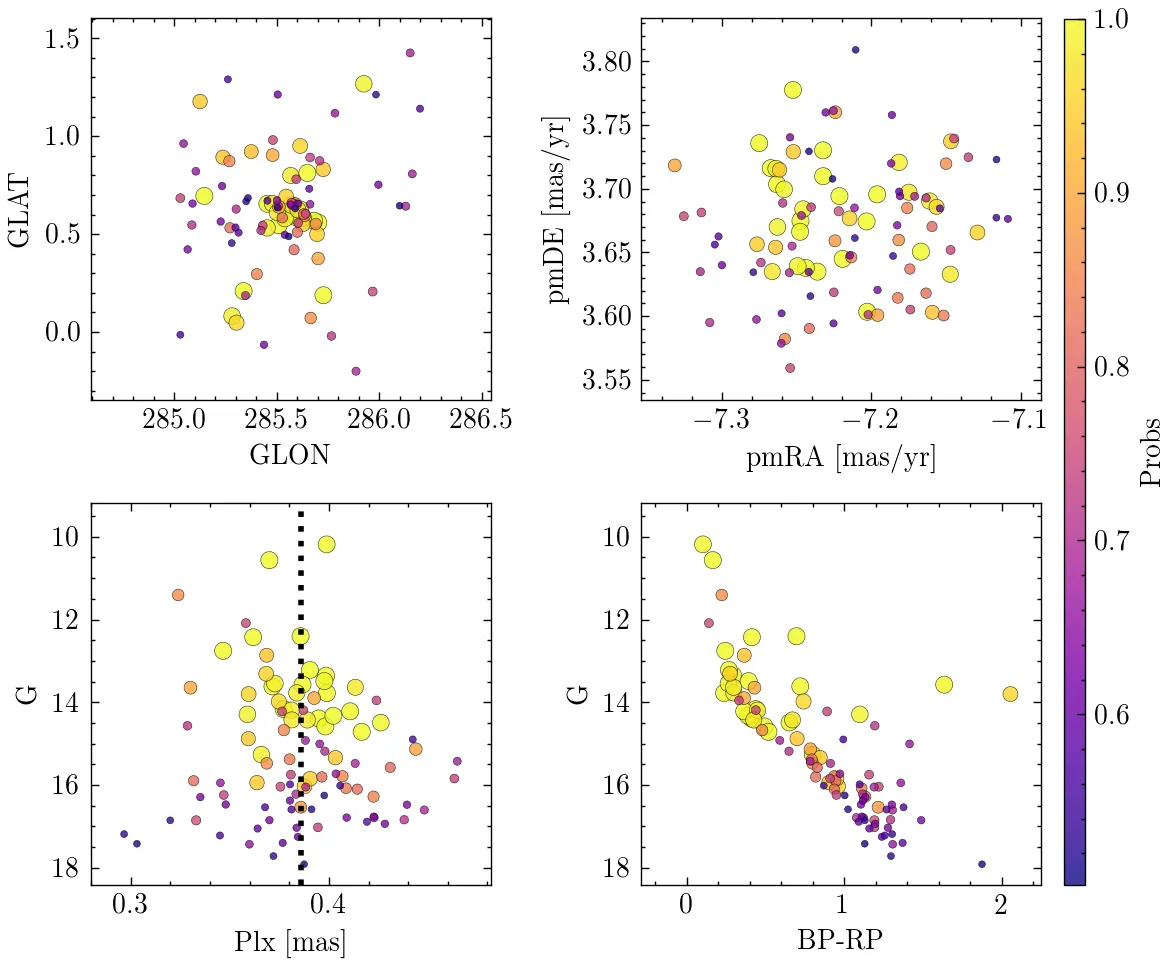 1.5
1.0
0.5
0.0
GLAT
285.0 285.5 286.0 286.5
GLON
3.80
3.75
3.70
3.65
3.60
3.55
pmDE [mas/yr]
−7.3 −7.2 −7.1
pmRA [mas/yr]
1.0
0.9
0.8
0.7
0.6
Probs
10
12
14
16
18
G
0.3 0.4
Plx [mas]
10
12
14
16
18
G
0 1 2
BP-RP